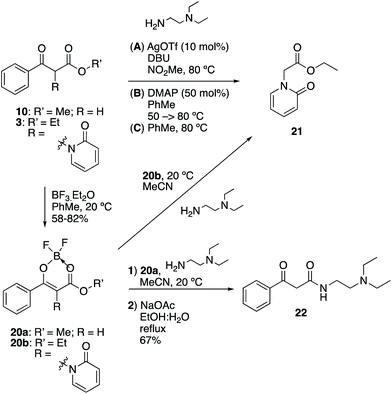 H₂N N
O O
O R'
R
10: R' = Me; R = H
3: R' = Et
R =
O
N
(A) AgOTf (10 mol%)
DBU
NO₂Me, 80 ºC
(B) DMAP (50 mol%)
PhMe
50 –> 80 ºC
(C) PhMe, 80 ºC
O
O
N O
21
BF₃.Et₂O
PhMe, 20 ºC
58-82%
20b, 20 ºC
MeCN
H₂N N
F F
B
O O
O R'
R
20a: R' = Me; R = H
20b: R' = Et
R =
O
N
1) 20a, H₂N N
MeCN, 20 ºC
2) NaOAc
EtOH:H₂O
reflux
67%
O O
N
H
N
22